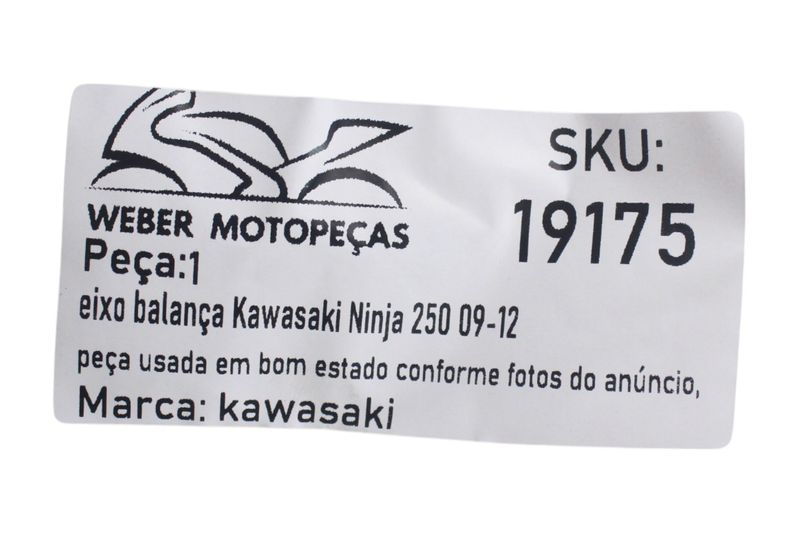 WEBER MOTOPEÇAS
SKU:
19175
Peça:1
eixo balança Kawasaki Ninja 250 09-12
peça usada em bom estado conforme fotos do anúncio,
Marca: kawasaki